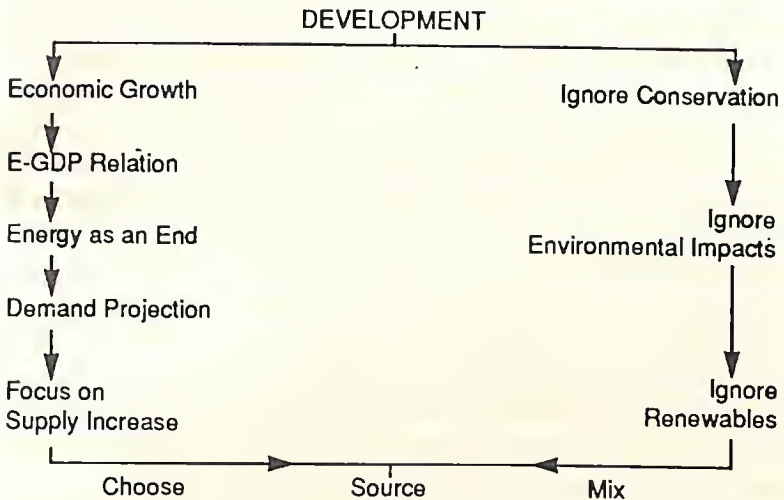 DEVELOPMENT
Economic Growth
E-GDP Relation
Energy as an End
Demand Projection
Focus on
Supply Increase
Ignore Conservation
Ignore
Environmental Impacts
Ignore
Renewables
Choose Source Mix